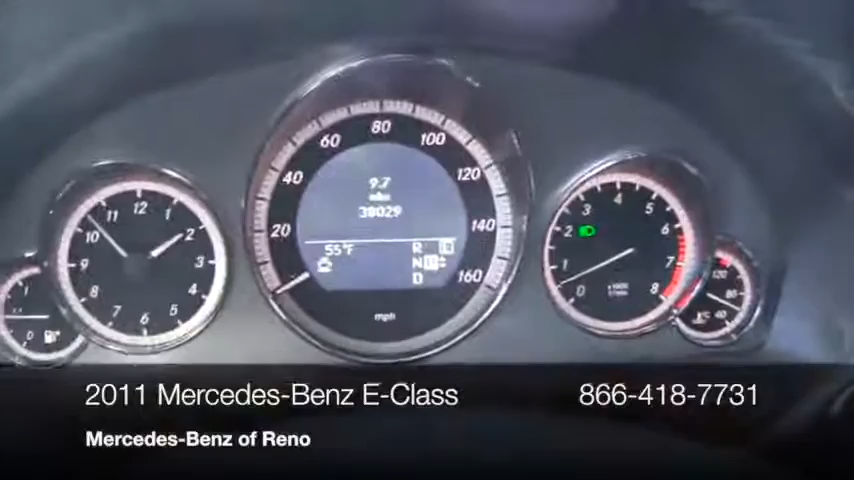 12 1 2 3 4 5 6 7 8 9 10 11
20 40 60 80 100 120 140 160
9.7
38029
55°F
R
N
D
mph
1 2 3 4 5 6 7 8
0
120
80
40
1
0
2011 Mercedes-Benz E-Class 866-418-7731
Mercedes-Benz of Reno